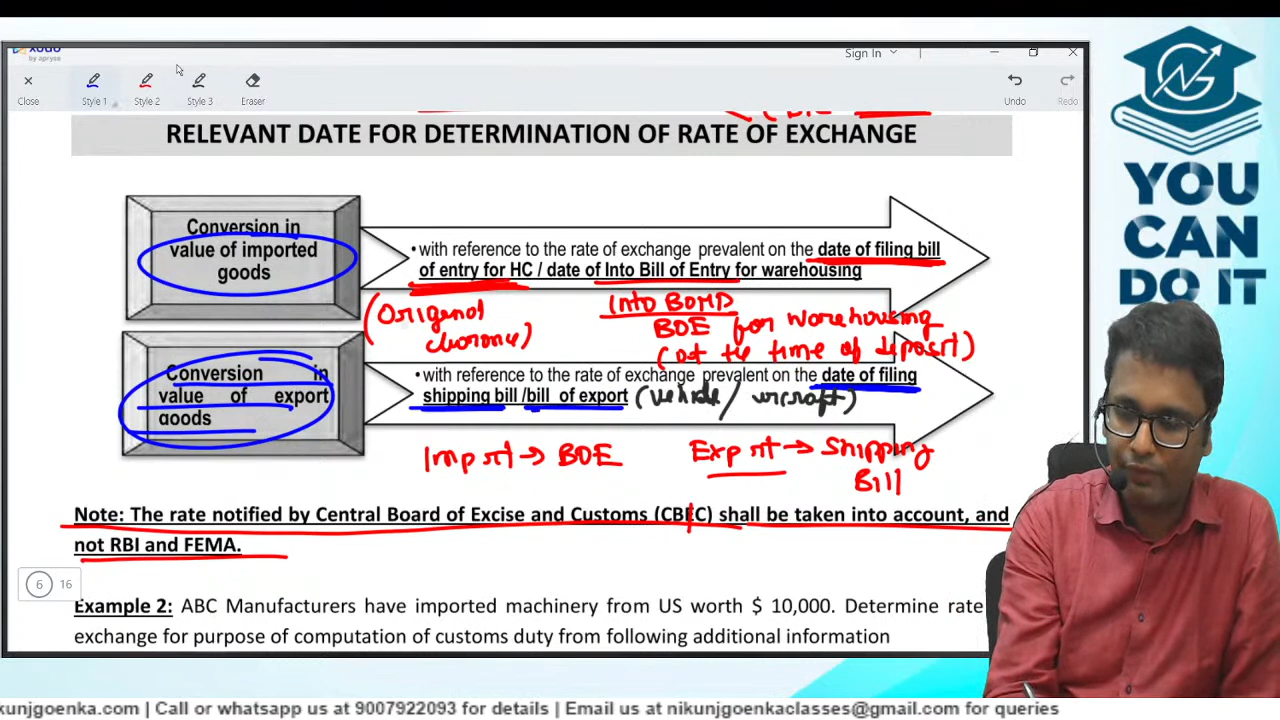 xodo
by apryse
Sign In
Close
Style 1
Style 2
Style 3
Eraser
Undo
Redo
RELEVANT DATE FOR DETERMINATION OF RATE OF EXCHANGE
Conversion in
value of imported
goods
• with reference to the rate of exchange prevalent on the date of filing bill
of entry for HC / date of Into Bill of Entry for warehousing
(Original
clearance)
Into BOND
BOE for warehousing
(at the time of deposit)
Conversion in
value of export
goods
• with reference to the rate of exchange prevalent on the date of filing
shipping bill /bill of export (vehicle/ aircraft)
Import → BOE
Export → Shipping
Bill
Note: The rate notified by Central Board of Excise and Customs (CBEC) shall be taken into account, and
not RBI and FEMA.
6 16
Example 2: ABC Manufacturers have imported machinery from US worth $ 10,000. Determine rate
exchange for purpose of computation of customs duty from following additional information
YOU
CAN
DO IT
kunjgoenka.com | Call or whatsapp us at 9007922093 for details | Email us at nikunjgoenkaclasses@gmail.com for queries